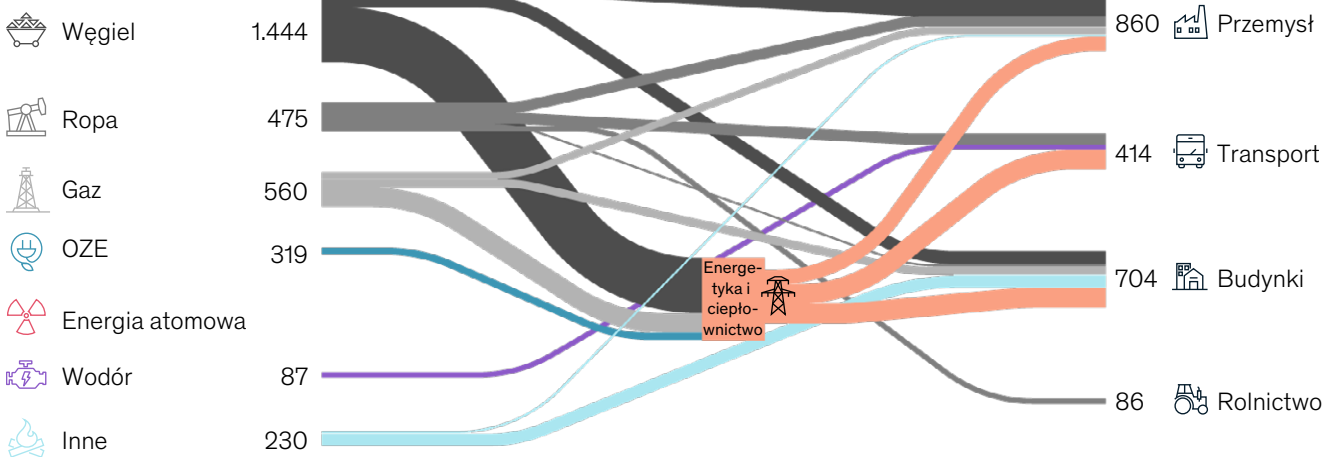 Węgiel 1.444
Ropa 475
Gaz 560
OZE 319
Energia atomowa
Wodór 87
Inne 230
Energe-
tyka i
ciepło-
wnictwo
860 Przemysł
414 Transport
704 Budynki
86 Rolnictwo